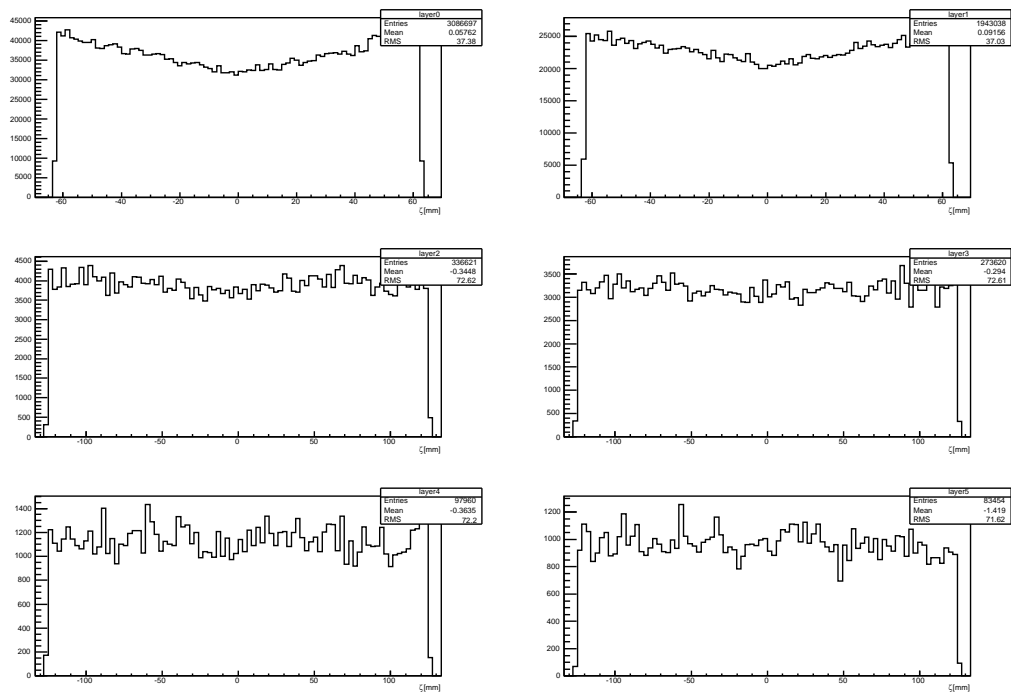 layer0
Entries 3086697
Mean 0.05762
RMS 37.38
45000
40000
35000
30000
25000
20000
15000
10000
5000
0
-60 -40 -20 0 20 40 60
ζ[mm]
layer1
Entries 1943038
Mean 0.09156
RMS 37.03
25000
20000
15000
10000
5000
0
-60 -40 -20 0 20 40 60
ζ[mm]
layer2
Entries 336621
Mean -0.3448
RMS 72.62
4500
4000
3500
3000
2500
2000
1500
1000
500
0
-100 -50 0 50 100
ζ[mm]
layer3
Entries 273620
Mean -0.294
RMS 72.61
3500
3000
2500
2000
1500
1000
500
0
-100 -50 0 50 100
ζ[mm]
layer4
Entries 97960
Mean -0.3635
RMS 72.2
1400
1200
1000
800
600
400
200
0
-100 -50 0 50 100
ζ[mm]
layer5
Entries 83454
Mean -1.419
RMS 71.62
1200
1000
800
600
400
200
0
-100 -50 0 50 100
ζ[mm]